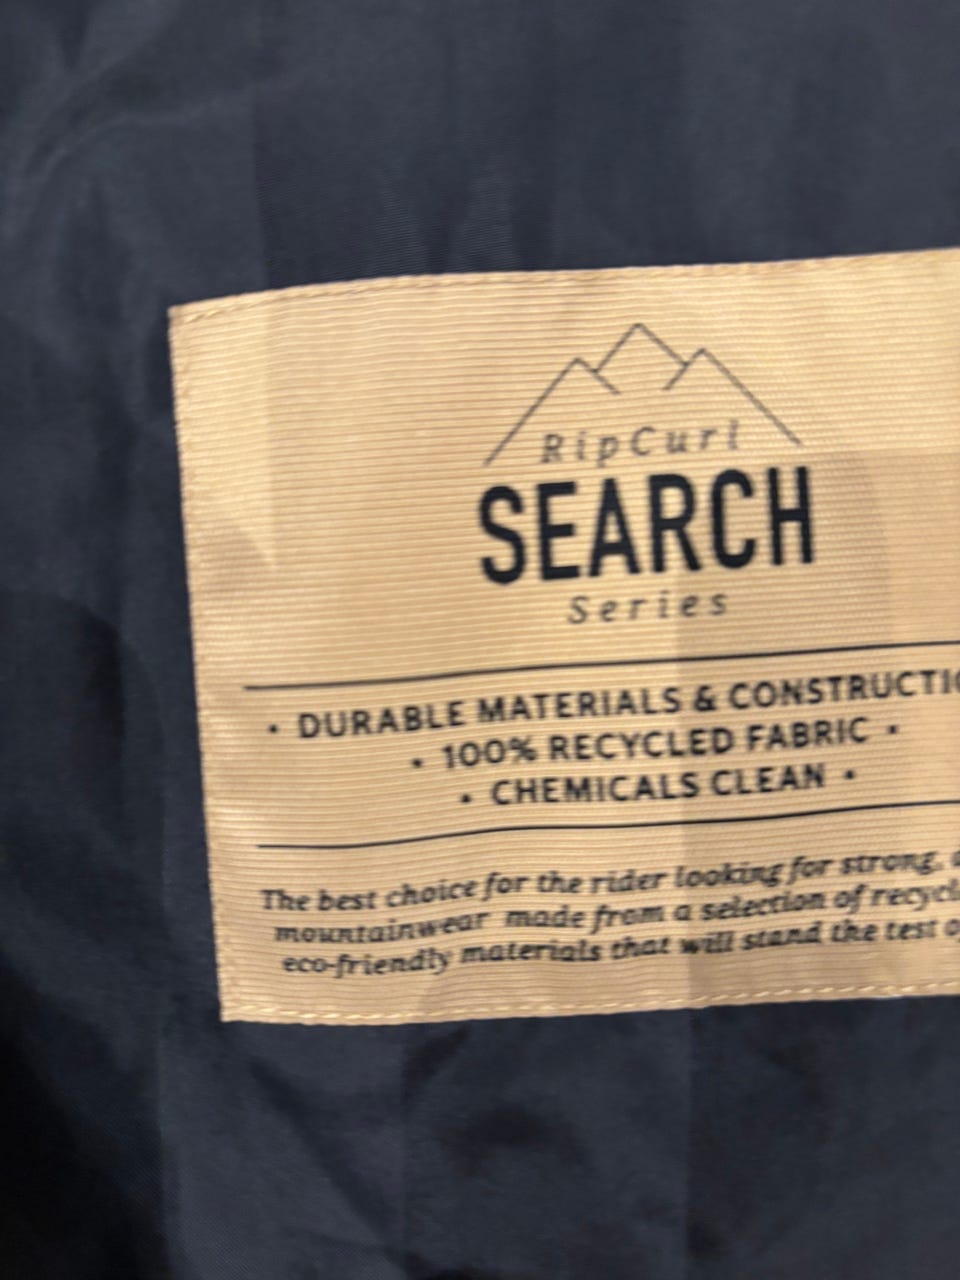 RipCurl
SEARCH
Series
• DURABLE MATERIALS & CONSTRUCTIO
• 100% RECYCLED FABRIC •
• CHEMICALS CLEAN •
The best choice for the rider looking for strong,
mountainwear made from a selection of recycl
eco-friendly materials that will stand the test o